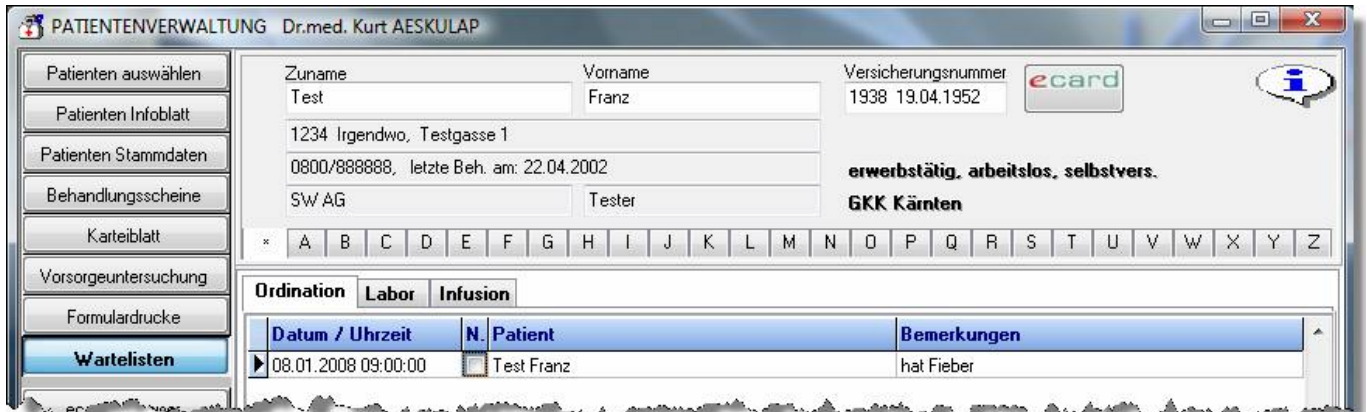 PATIENTENVERWALTUNG Dr.med. Kurt AESKULAP
Patienten auswählen
Patienten Infoblatt
Patienten Stammdaten
Behandlungsscheine
Karteiblatt
Vorsorgeuntersuchung
Formulardrucke
Wartelisten
Zuname Vorname Versicherungsnummer
Test Franz 1938 19.04.1952
ecard
i
1234 Irgendwo, Testgasse 1
0800/888888, letzte Beh. am: 22.04.2002
erwerbstätig, arbeitslos, selbstvers.
SW AG Tester
GKK Kärnten
* A B C D E F G H I J K L M N O P Q R S T U V W X Y Z
Ordination Labor Infusion
Datum / Uhrzeit N. Patient Bemerkungen
08.01.2008 09:00:00 Test Franz hat Fieber